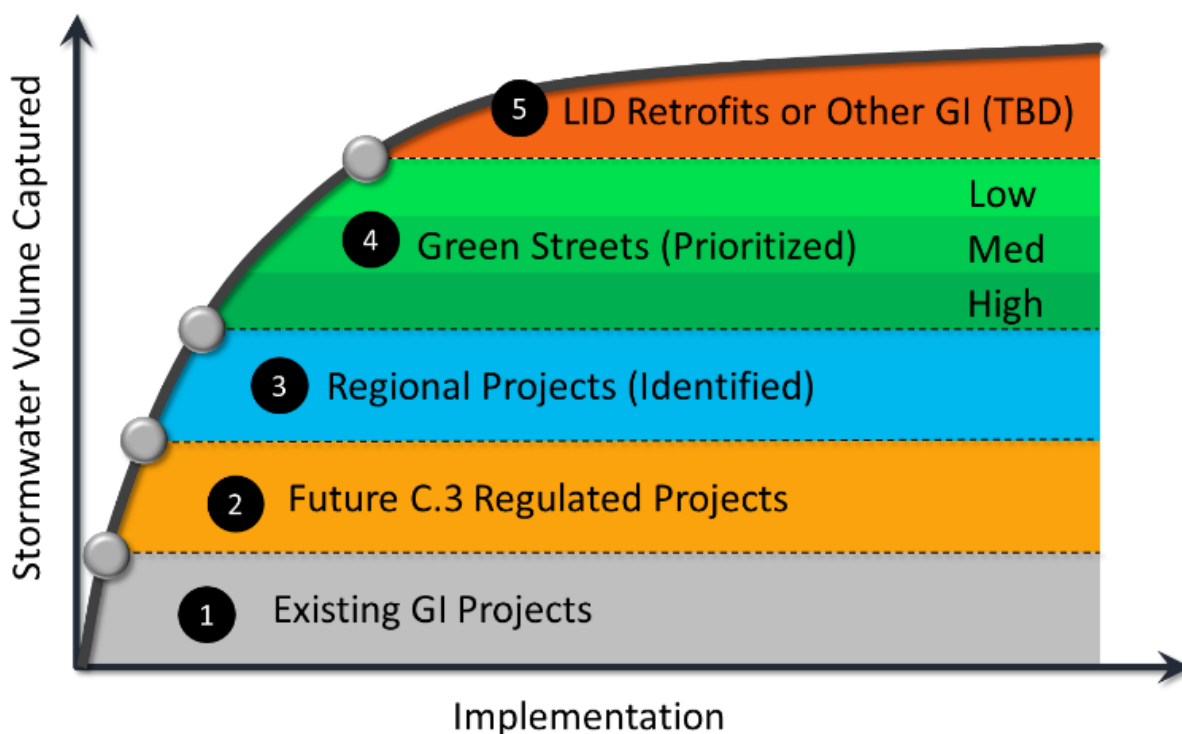 Stormwater Volume Captured
5 LID Retrofits or Other GI (TBD)
Low
4 Green Streets (Prioritized) Med
High
3 Regional Projects (Identified)
2 Future C.3 Regulated Projects
1 Existing GI Projects
Implementation